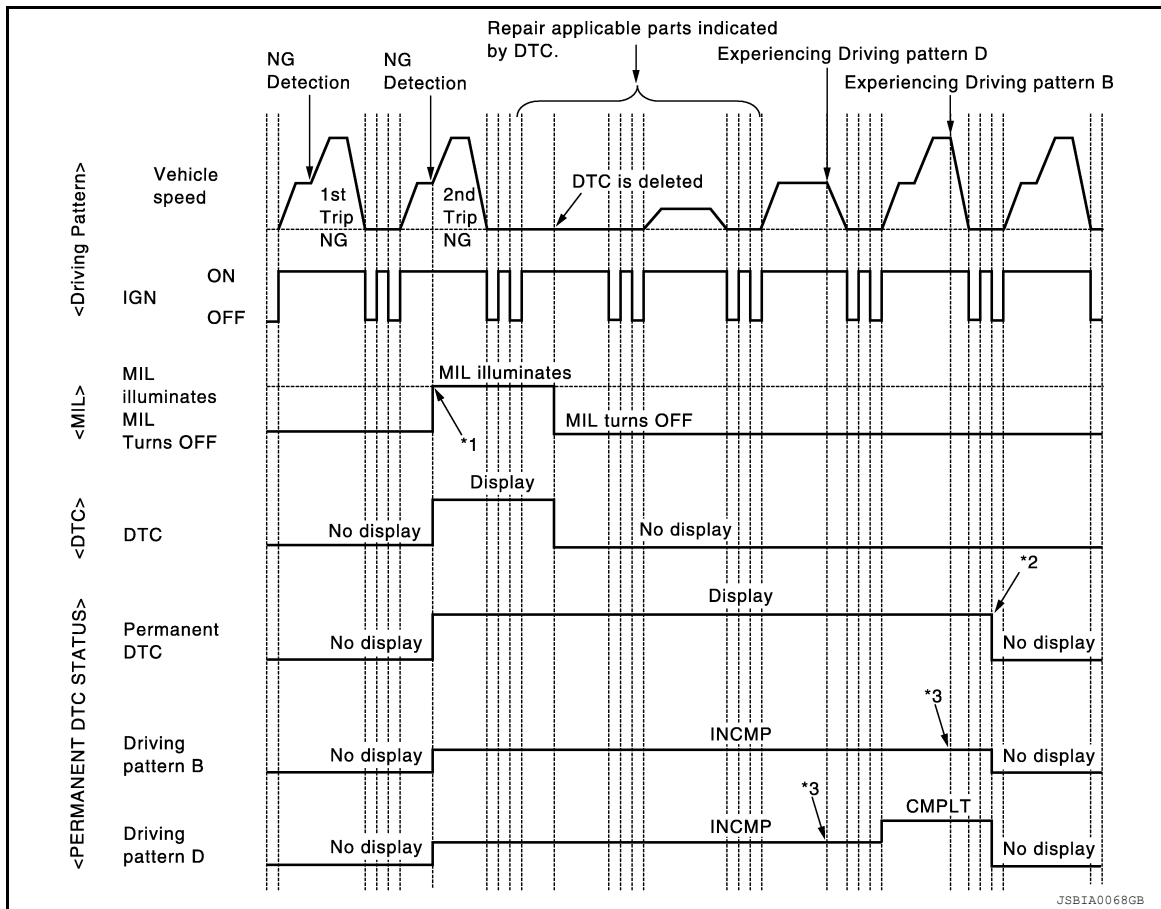 Repair applicable parts indicated
by DTC.
NG
Detection
NG
Detection
Experiencing Driving pattern D
Experiencing Driving pattern B
<Driving Pattern>
Vehicle
speed
1st
Trip
NG
2nd
Trip
NG
DTC is deleted
IGN
ON
OFF
<MIL>
MIL
illuminates
MIL
Turns OFF
MIL illuminates
*1
MIL turns OFF
<DTC>
DTC
No display
Display
No display
<PERMANENT DTC STATUS>
Permanent
DTC
No display
Display
*2
No display
Driving
pattern B
No display
INCMP
*3
No display
Driving
pattern D
No display
INCMP
*3
CMPLT
No display
JSBIA0068GB